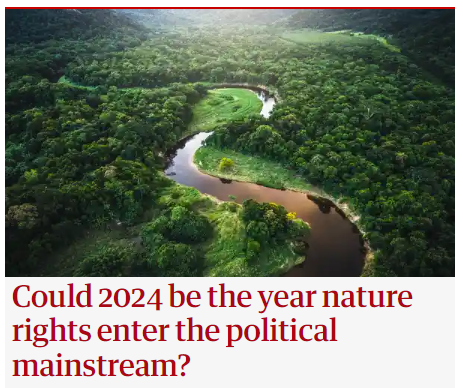 Could 2024 be the year nature
rights enter the political
mainstream?